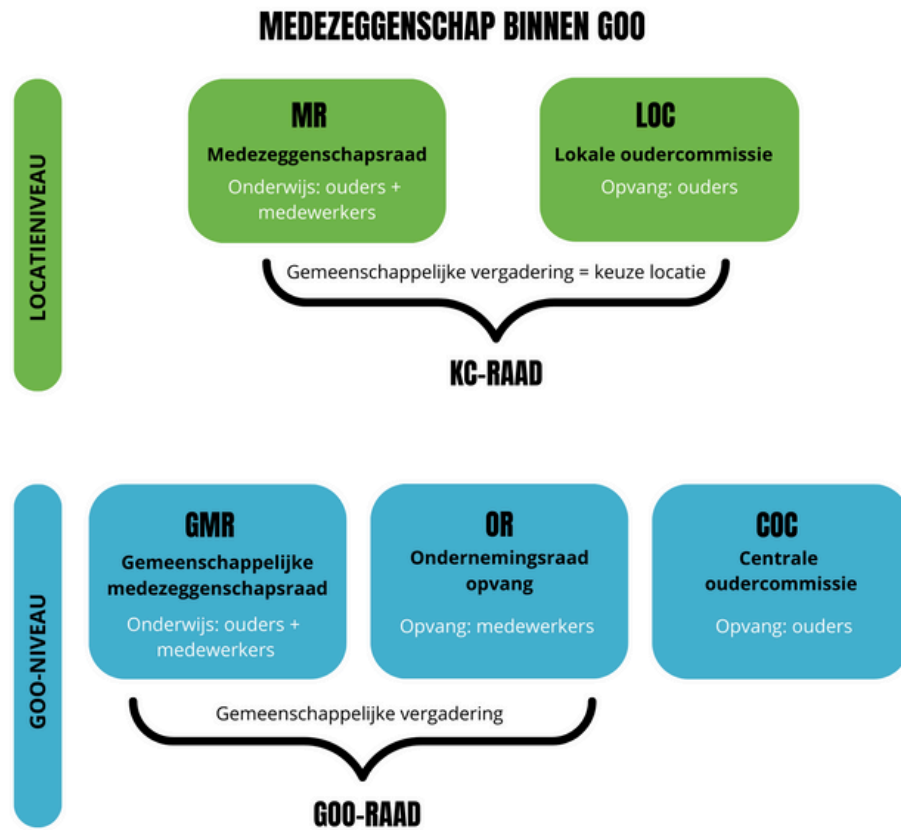 MEDEZEGGENSCHAP BINNEN GOO
LOCATIENIVEAU
MR
Medezeggenschapsraad
Onderwijs: ouders +
medewerkers
LOC
Lokale oudercommissie
Opvang: ouders
Gemeenschappelijke vergadering = keuze locatie
KC-RAAD
GOO-NIVEAU
GMR
Gemeenschappelijke
medezeggenschapsraad
Onderwijs: ouders +
medewerkers
OR
Ondernemingsraad
opvang
Opvang: medewerkers
COC
Centrale
oudercommissie
Opvang: ouders
Gemeenschappelijke vergadering
GOO-RAAD